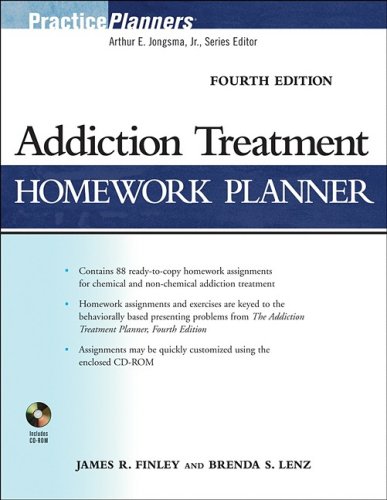 PracticePlanners®
Arthur E. Jongsma, Jr., Series Editor
FOURTH EDITION
Addiction Treatment
HOMEWORK PLANNER
• Contains 88 ready-to-copy homework assignments
for chemical and non-chemical addiction treatment
• Homework assignments and exercises are keyed to the
behaviorally based presenting problems from The Addiction
Treatment Planner, Fourth Edition
• Assignments may be quickly customized using the
enclosed CD-ROM
Includes
CD-ROM
JAMES R. FINLEY AND BRENDA S. LENZ